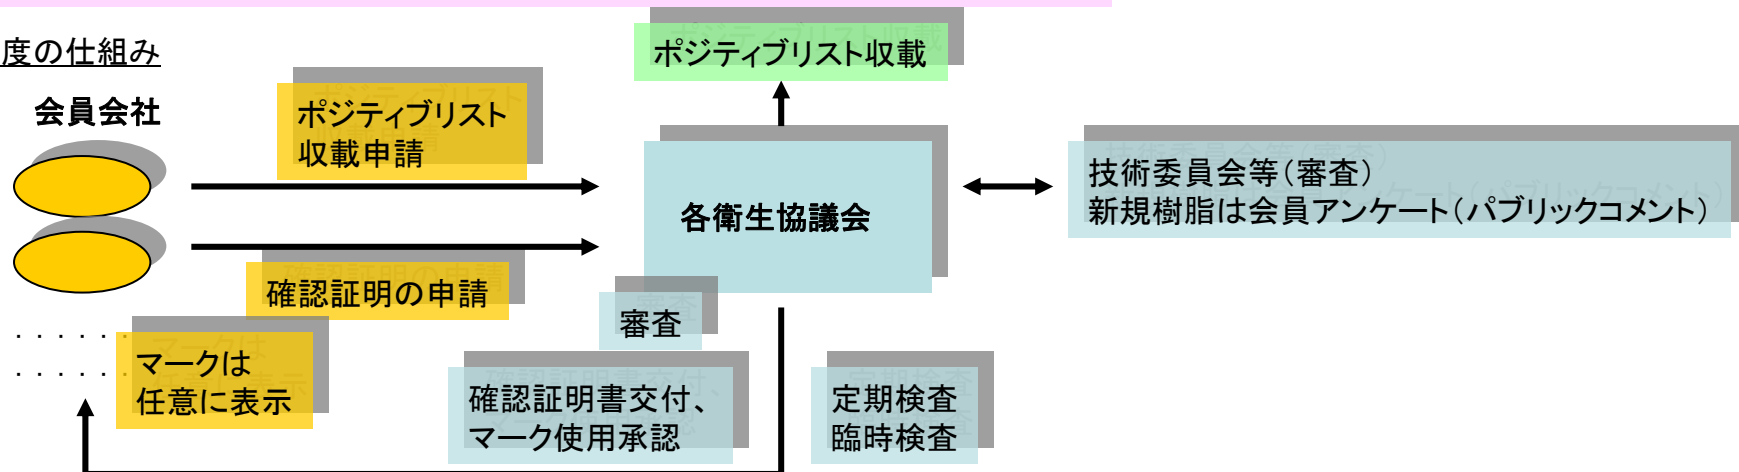 度の仕組み
ポジティブリスト収載
会員会社
ポジティブリスト
収載申請
技術委員会等（審査）
新規樹脂は会員アンケート（パブリックコメント）
各衛生協議会
確認証明の申請
審査
・・・・・・
マークは
任意に表示
・・・・・・
確認証明書交付、
マーク使用承認
定期検査
臨時検査